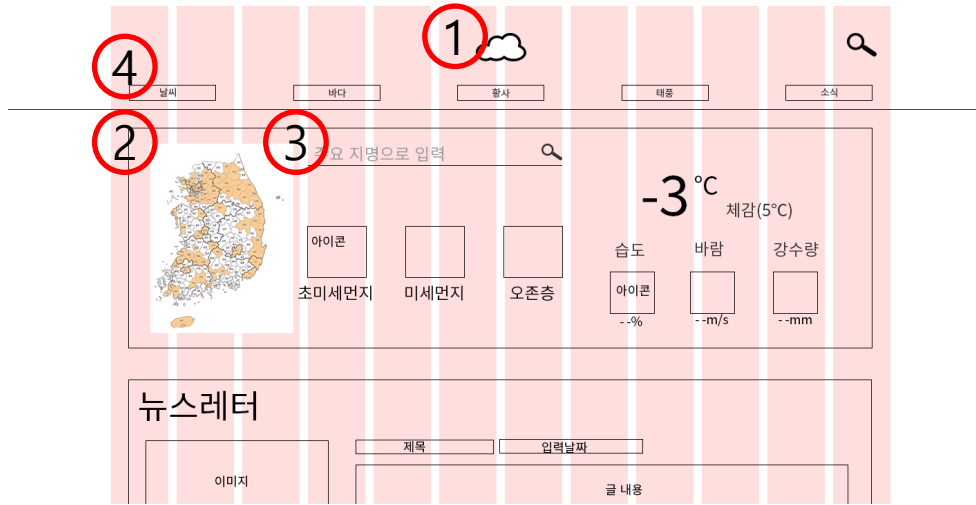 1
4
날씨
바다
황사
태풍
소식
2
3
주요 지명으로 입력
-3 °C
체감(5℃)
습도
바람
강수량
아이콘
아이콘
초미세먼지
미세먼지
오존층
--%
--m/s
--mm
뉴스레터
제목
입력날짜
이미지
글 내용